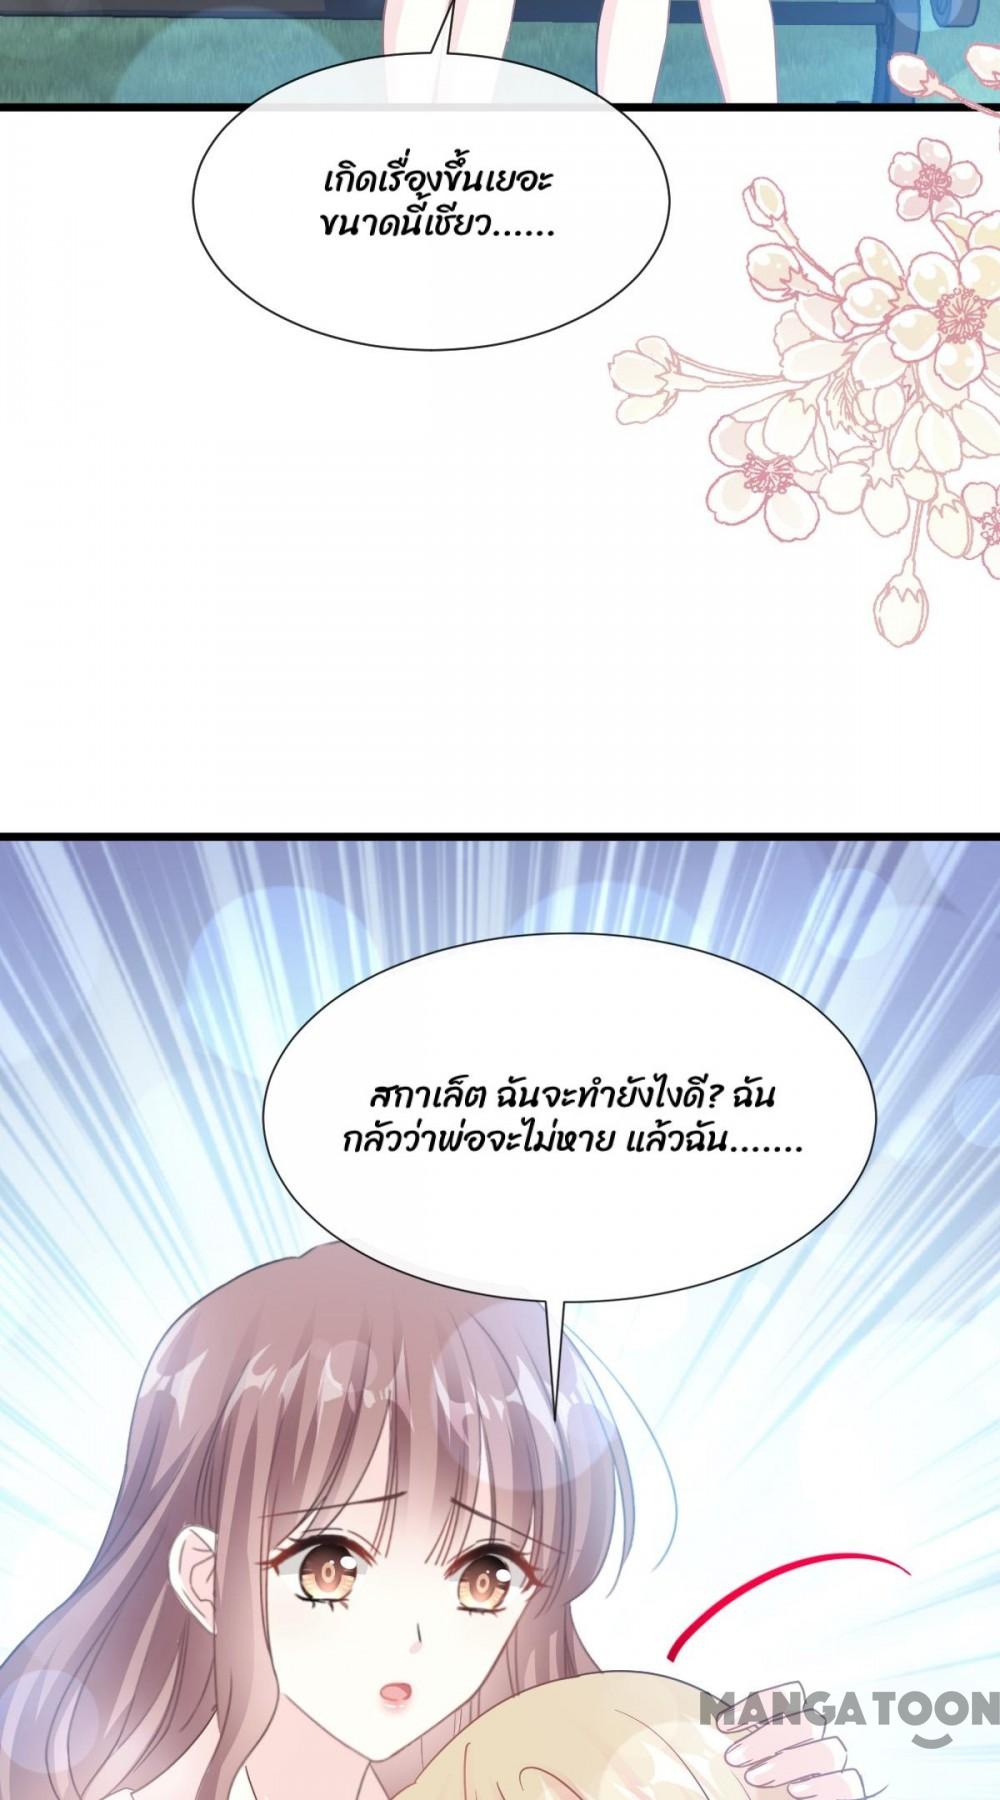 เกิดเรื่องขึ้นเยอะ
ขนาดนี้เชียว......
สกาเล็ต ฉันจะทำยังไงดี? ฉัน
กลัวว่าพ่อจะไม่หาย แล้วฉัน.......
MANGATOON